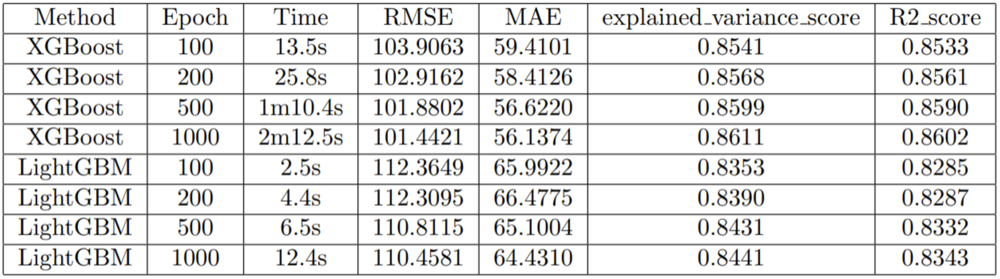 Method Epoch Time RMSE MAE explained_variance_score R2_score
XGBoost 100 13.5s 103.9063 59.4101 0.8541 0.8533
XGBoost 200 25.8s 102.9162 58.4126 0.8568 0.8561
XGBoost 500 1m10.4s 101.8802 56.6220 0.8599 0.8590
XGBoost 1000 2m12.5s 101.4421 56.1374 0.8611 0.8602
LightGBM 100 2.5s 112.3649 65.9922 0.8353 0.8285
LightGBM 200 4.4s 112.3095 66.4775 0.8390 0.8287
LightGBM 500 6.5s 110.8115 65.1004 0.8431 0.8332
LightGBM 1000 12.4s 110.4581 64.4310 0.8441 0.8343